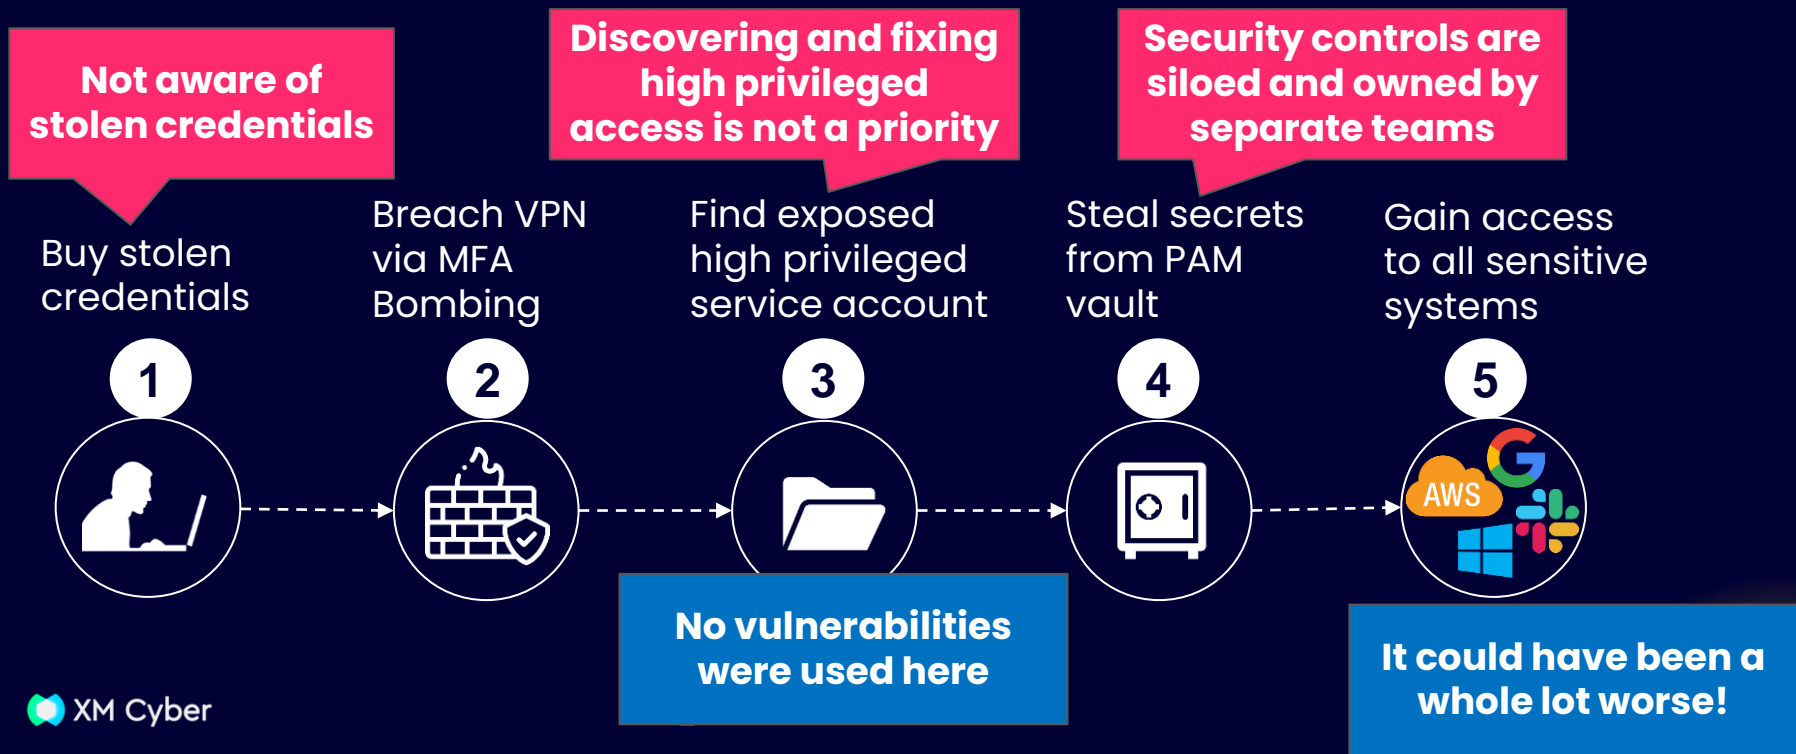 Not aware of
stolen credentials
Discovering and fixing
high privileged
access is not a priority
Security controls are
siloed and owned by
separate teams
Buy stolen
credentials
Breach VPN
via MFA
Bombing
Find exposed
high privileged
service account
Steal secrets
from PAM
vault
Gain access
to all sensitive
systems
1
2
3
4
5
AWS
No vulnerabilities
were used here
It could have been a
whole lot worse!
XM Cyber